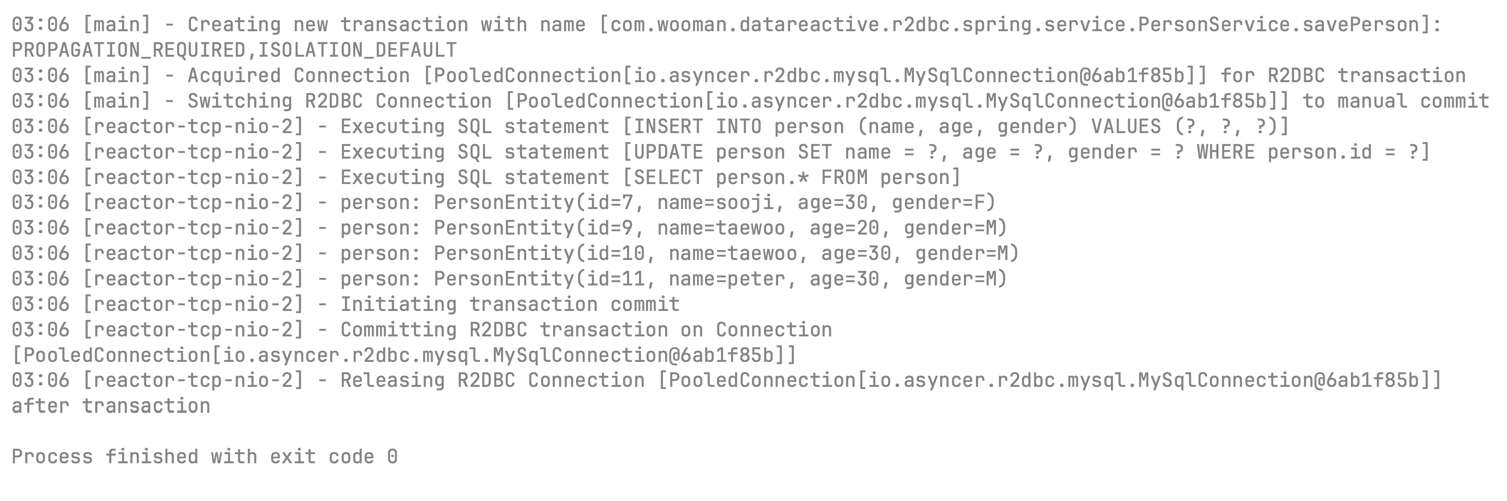 03:06 [main] - Creating new transaction with name [com.wooman.datareactive.r2dbc.spring.service.PersonService.savePerson]:
PROPAGATION_REQUIRED,ISOLATION_DEFAULT
03:06 [main] - Acquired Connection [PooledConnection[io.asyncer.r2dbc.mysql.MySqlConnection@6ab1f85b]] for R2DBC transaction
03:06 [main] - Switching R2DBC Connection [PooledConnection[io.asyncer.r2dbc.mysql.MySqlConnection@6ab1f85b]] to manual commit
03:06 [reactor-tcp-nio-2] - Executing SQL statement [INSERT INTO person (name, age, gender) VALUES (?, ?, ?)]
03:06 [reactor-tcp-nio-2] - Executing SQL statement [UPDATE person SET name = ?, age = ?, gender = ? WHERE person.id = ?]
03:06 [reactor-tcp-nio-2] - Executing SQL statement [SELECT person.* FROM person]
03:06 [reactor-tcp-nio-2] - person: PersonEntity(id=7, name=sooji, age=30, gender=F)
03:06 [reactor-tcp-nio-2] - person: PersonEntity(id=9, name=taewoo, age=20, gender=M)
03:06 [reactor-tcp-nio-2] - person: PersonEntity(id=10, name=taewoo, age=30, gender=M)
03:06 [reactor-tcp-nio-2] - person: PersonEntity(id=11, name=peter, age=30, gender=M)
03:06 [reactor-tcp-nio-2] - Initiating transaction commit
03:06 [reactor-tcp-nio-2] - Committing R2DBC transaction on Connection
[PooledConnection[io.asyncer.r2dbc.mysql.MySqlConnection@6ab1f85b]]
03:06 [reactor-tcp-nio-2] - Releasing R2DBC Connection [PooledConnection[io.asyncer.r2dbc.mysql.MySqlConnection@6ab1f85b]]
after transaction
Process finished with exit code 0